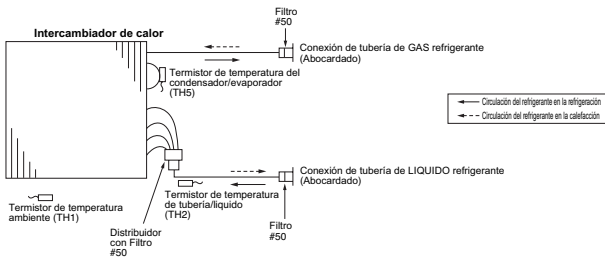 Filtro
#50
Intercambiador de calor
Conexión de tubería de GAS refrigerante
(Abocardado)
Termistor de temperatura del
condensador/evaporador
(TH5)
Circulación del refrigerante en la refrigeración
Circulación del refrigerante en la calefacción
Conexión de tubería de LIQUIDO refrigerante
(Abocardado)
Termistor de temperatura
ambiente (TH1)
Termistor de temperatura
de tubería/liquido
(TH2)
Distribuidor
con Filtro
#50
Filtro
#50